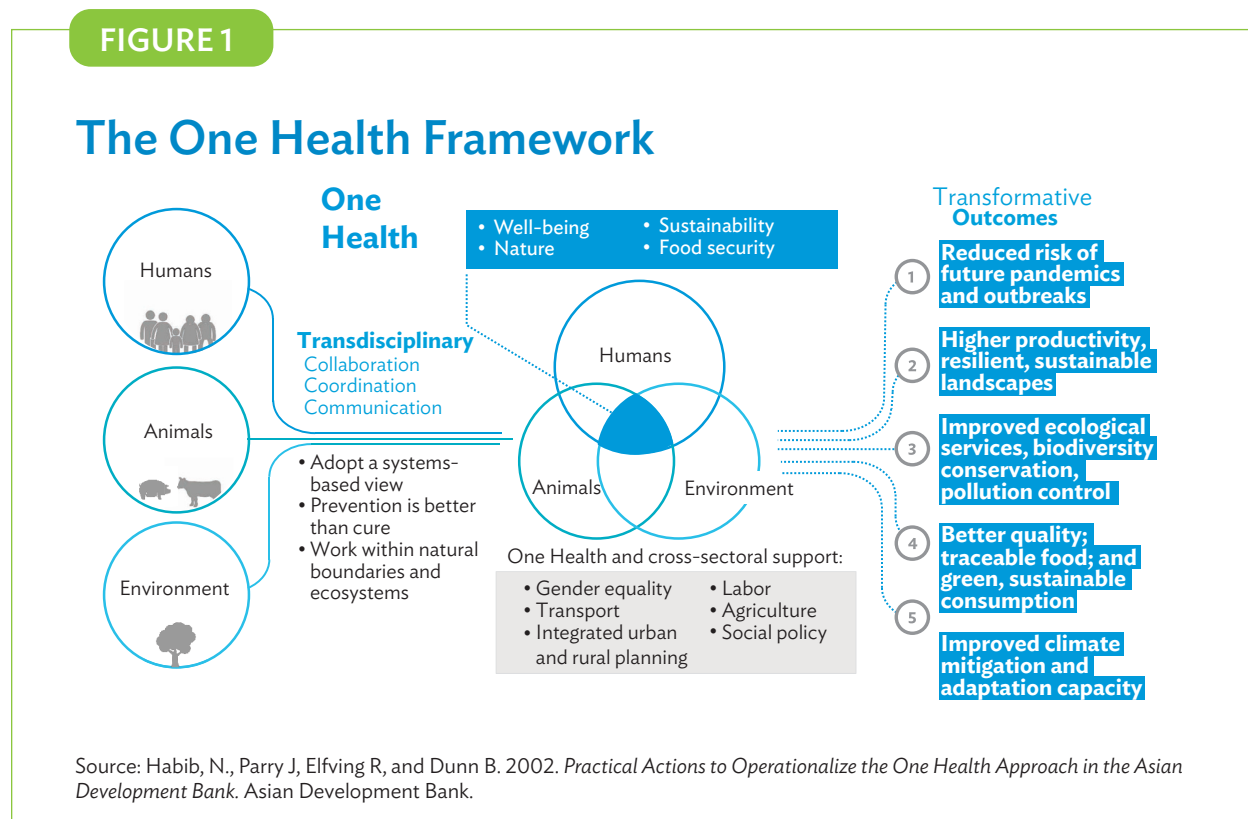 FIGURE 1
The One Health Framework
One
Health
Humans
Animals
Environment
Transdisciplinary
Collaboration
Coordination
Communication
• Adopt a systems-
based view
• Prevention is better
than cure
• Work within natural
boundaries and
ecosystems
• Well-being
• Nature
• Sustainability
• Food security
Humans
Animals
Environment
One Health and cross-sectoral support:
• Gender equality
• Transport
• Integrated urban
and rural planning
• Labor
• Agriculture
• Social policy
Transformative
Outcomes
1
Reduced risk of
future pandemics
and outbreaks
2
Higher productivity,
resilient, sustainable
landscapes
3
Improved ecological
services, biodiversity
conservation,
pollution control
4
Better quality;
traceable food; and
green, sustainable
consumption
5
Improved climate
mitigation and
adaptation capacity
Source: Habib, N., Parry J, Elfving R, and Dunn B. 2002. Practical Actions to Operationalize the One Health Approach in the Asian
Development Bank. Asian Development Bank.